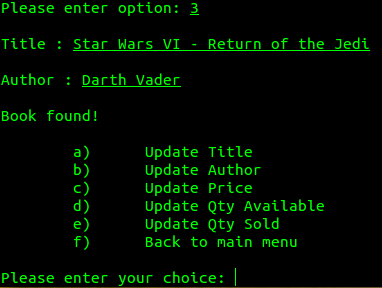 Please enter option: 3
Title : Star Wars VI - Return of the Jedi
Author : Darth Vader
Book found!
a) Update Title
b) Update Author
c) Update Price
d) Update Qty Available
e) Update Qty Sold
f) Back to main menu
Please enter your choice: